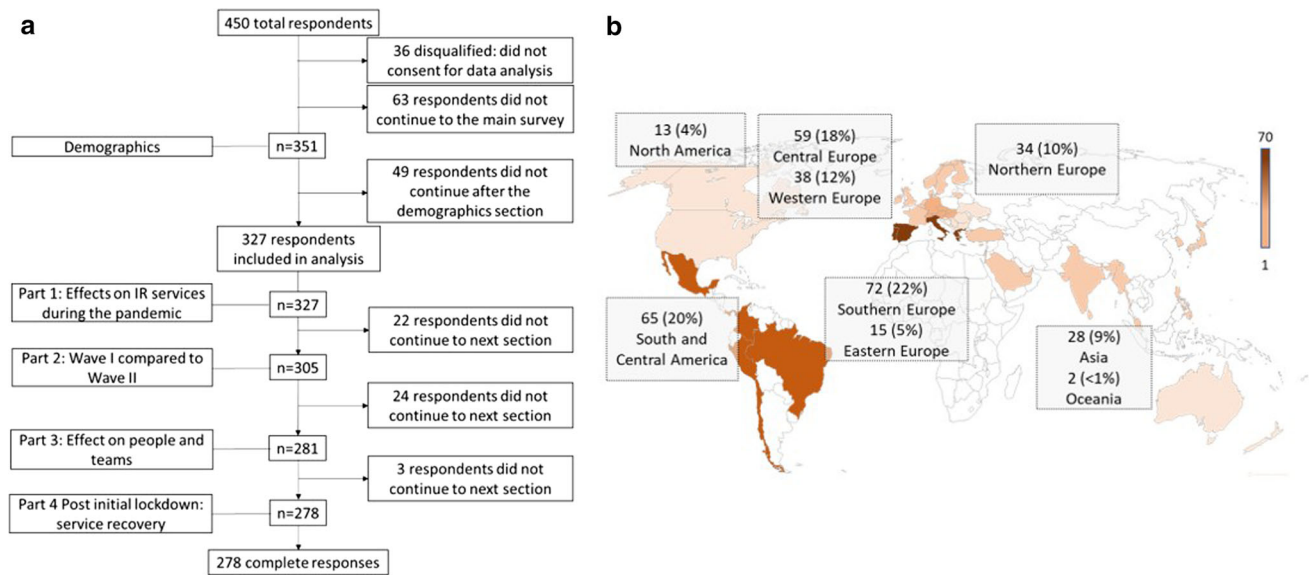 a
450 total respondents
36 disqualified: did not
consent for data analysis
63 respondents did not
continue to the main survey
Demographics
n=351
49 respondents did not
continue after the
demographics section
327 respondents
included in analysis
Part 1: Effects on IR services
during the pandemic
n=327
22 respondents did not
continue to next section
Part 2: Wave I compared to
Wave II
n=305
24 respondents did not
continue to next section
Part 3: Effect on people and
teams
n=281
3 respondents did not
continue to next section
Part 4 Post initial lockdown:
service recovery
n=278
278 complete responses
b
13 (4%)
North America
59 (18%)
Central Europe
38 (12%)
Western Europe
34 (10%)
Northern Europe
70
1
65 (20%)
South and
Central America
72 (22%)
Southern Europe
15 (5%)
Eastern Europe
28 (9%)
Asia
2 (<1%)
Oceania